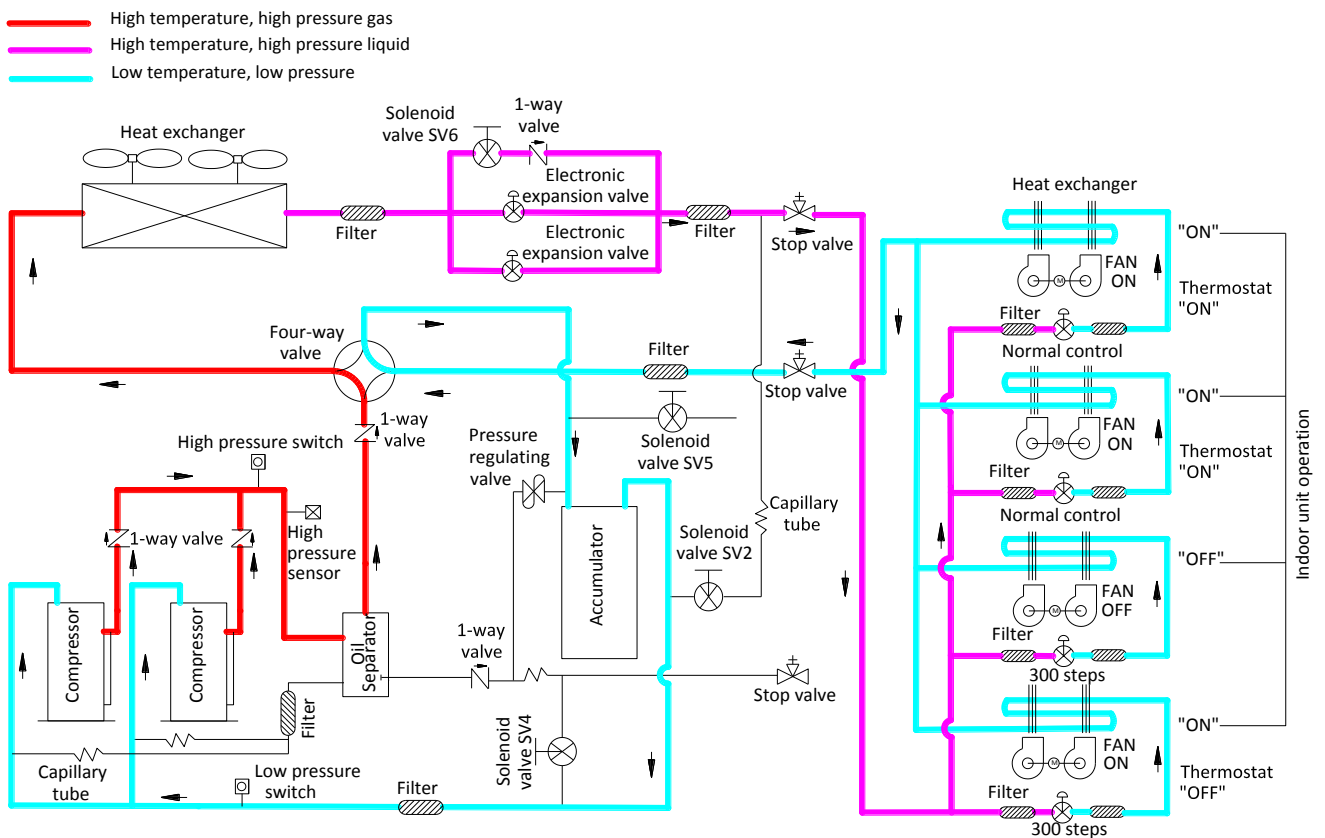 High temperature, high pressure gas
High temperature, high pressure liquid
Low temperature, low pressure
Heat exchanger
Solenoid
valve SV6
1-way
valve
Electronic
expansion valve
Filter
Electronic
expansion valve
Filter
Stop valve
Heat exchanger
"ON"
FAN
ON
Thermostat
"ON"
Filter
Normal control
Four-way
valve
Filter
Stop valve
"ON"
FAN
ON
Thermostat
"ON"
Filter
Normal control
1-way
valve
High pressure switch
Pressure
regulating
valve
Solenoid
valve SV5
Capillary
tube
1-way valve
High
pressure
sensor
Solenoid
valve SV2
Accumulator
"OFF"
FAN
OFF
Filter
300 steps
Compressor
Compressor
Oil
Separator
1-way
valve
Stop valve
Filter
Solenoid
valve SV4
Capillary
tube
Low pressure
switch
Filter
"ON"
FAN
ON
Thermostat
"OFF"
Filter
300 steps
Indoor unit operation
M
M
M
M